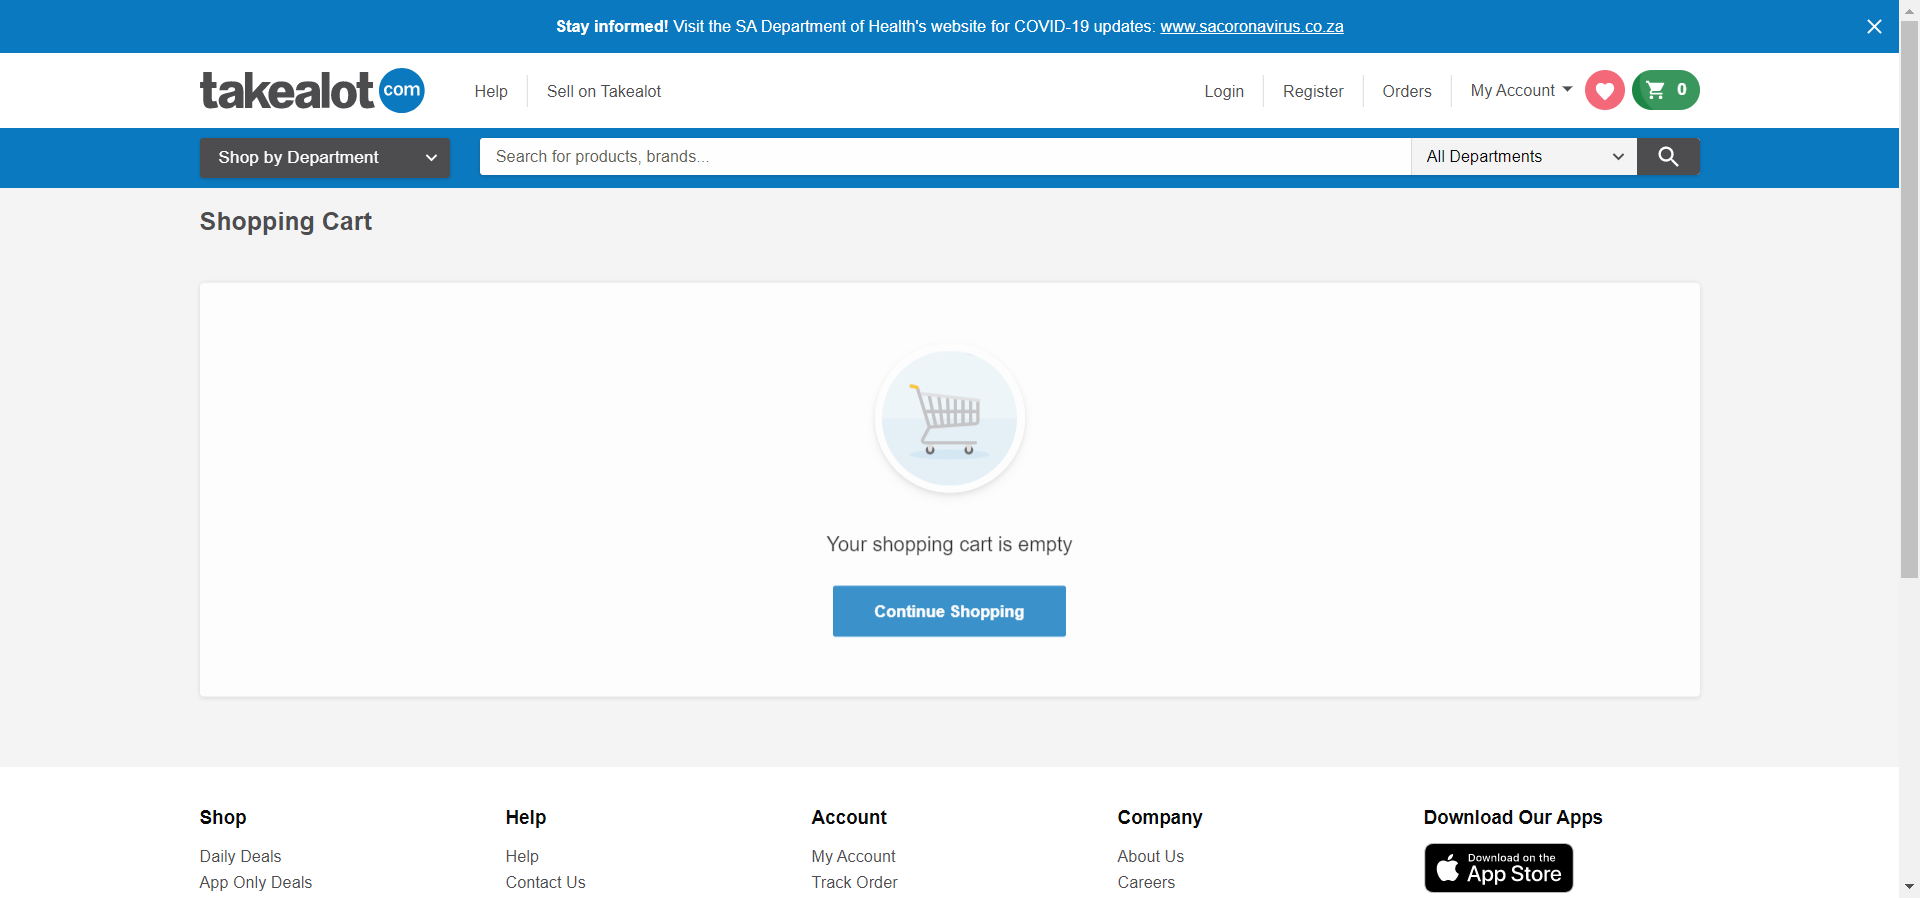 Stay informed! Visit the SA Department of Health's website for COVID-19 updates: www.sacoronavirus.co.za
takealot com
Help
Sell on Takealot
Login
Register
Orders
My Account
0
Shop by Department
Search for products, brands...
All Departments
Shopping Cart
Your shopping cart is empty
Continue Shopping
Shop
Daily Deals
App Only Deals
Help
Help
Contact Us
Account
My Account
Track Order
Company
About Us
Careers
Download Our Apps
Download on the
App Store